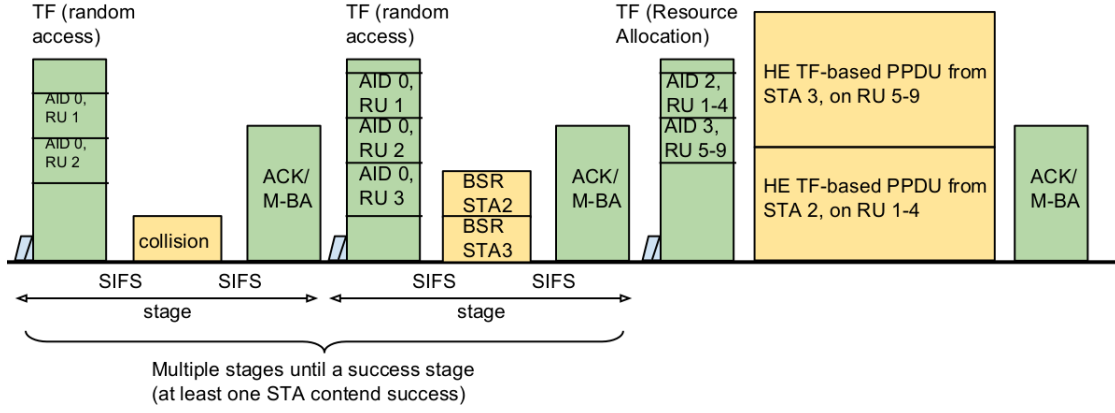 TF (random
access)
TF (random
access)
TF (Resource
Allocation)
AID 0,
RU 1
AID 0,
RU 2
collision
ACK/
M-BA
AID 0,
RU 1
AID 0,
RU 2
AID 0,
RU 3
BSR
STA2
BSR
STA3
ACK/
M-BA
AID 2,
RU 1-4
AID 3,
RU 5-9
HE TF-based PPDU from
STA 3, on RU 5-9
HE TF-based PPDU from
STA 2, on RU 1-4
ACK/
M-BA
SIFS
SIFS
SIFS
SIFS
stage
stage
Multiple stages until a success stage
(at least one STA contend success)